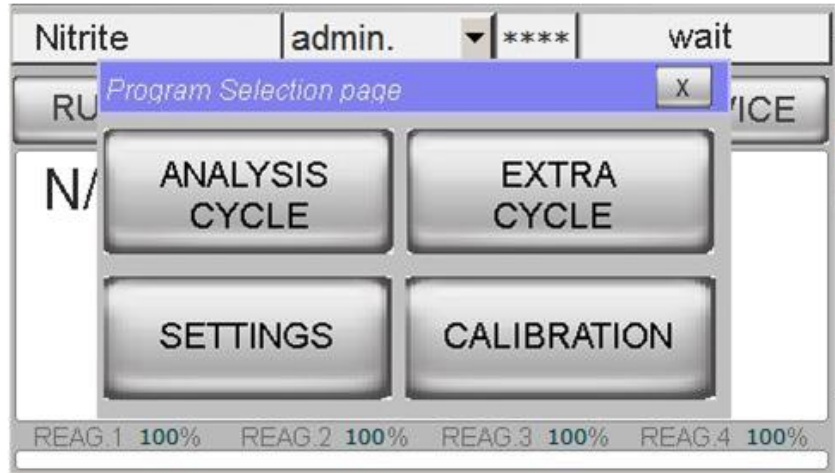 Nitrite admin. **** wait
Program Selection page X
RU VICE
ANALYSIS CYCLE EXTRA CYCLE
N/
SETTINGS CALIBRATION
REAG.1 100% REAG.2 100% REAG.3 100% REAG.4 100%